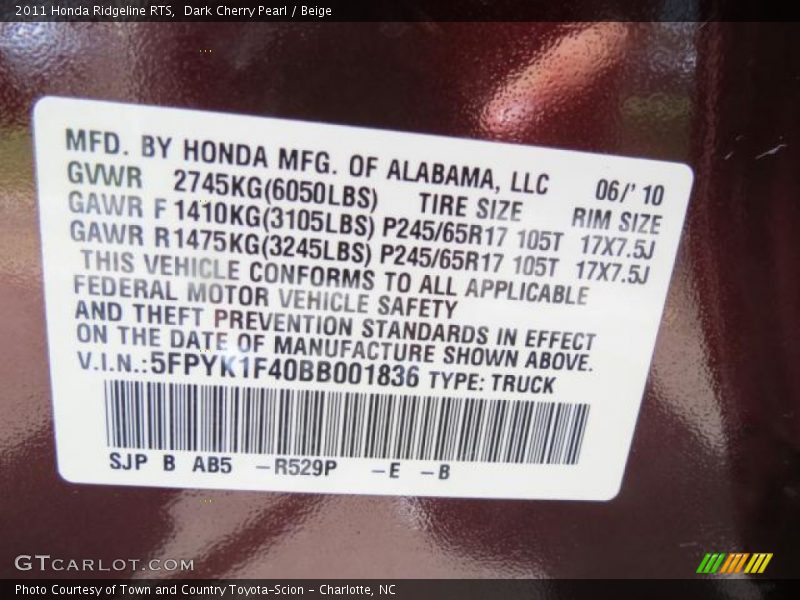 2011 Honda Ridgeline RTS,  Dark Cherry Pearl / Beige
MFD. BY HONDA MFG. OF ALABAMA, LLC 06/' 10
GVWR 2745KG(6050LBS) TIRE SIZE RIM SIZE
GAWR F 1410KG(3105LBS) P245/65R17 105T 17X7.5J
GAWR R 1475KG(3245LBS) P245/65R17 105T 17X7.5J
THIS VEHICLE CONFORMS TO ALL APPLICABLE
FEDERAL MOTOR VEHICLE SAFETY
AND THEFT PREVENTION STANDARDS IN EFFECT
ON THE DATE OF MANUFACTURE SHOWN ABOVE.
V.I.N.:5FPYK1F40BB001836 TYPE: TRUCK
SJP B AB5 –R529P –E –B
GTCARLOT.COM
Photo Courtesy of Town and Country Toyota-Scion – Charlotte, NC